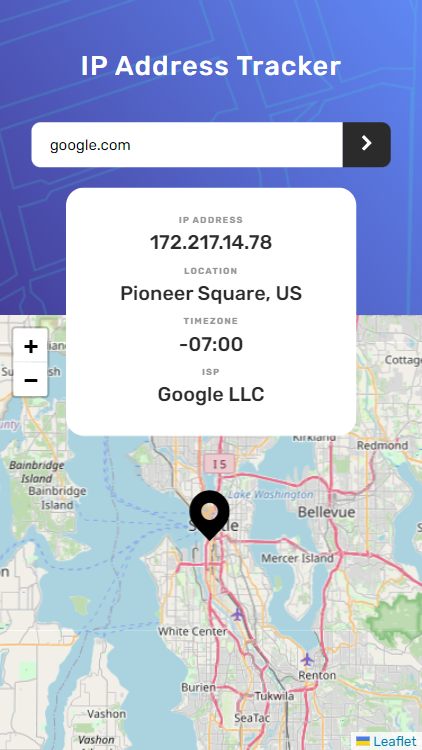 IP Address Tracker
google.com
IP ADDRESS
172.217.14.78
LOCATION
Pioneer Square, US
TIMEZONE
-07:00
ISP
Google LLC
+
−
Cottag
Kirkland
Redmond
I 5
Bainbridge
Island
Bainbridge
Island
Lake Washington
Bellevue
Mercer Island
White Center
Renton
Burien
Tukwila
SeaTac
Vashon
Vashon
Island
Leaflet